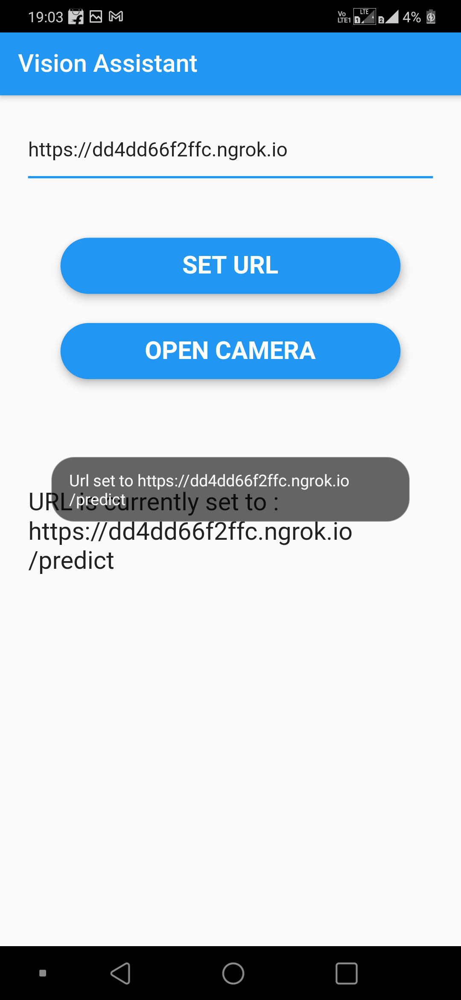 19:03
Vo
LTE1
LTE
1
2
4%
Vision Assistant
https://dd4dd66f2ffc.ngrok.io
SET URL
OPEN CAMERA
Url set to https://dd4dd66f2ffc.ngrok.io
/predict
URL is currently set to :
https://dd4dd66f2ffc.ngrok.io
/predict